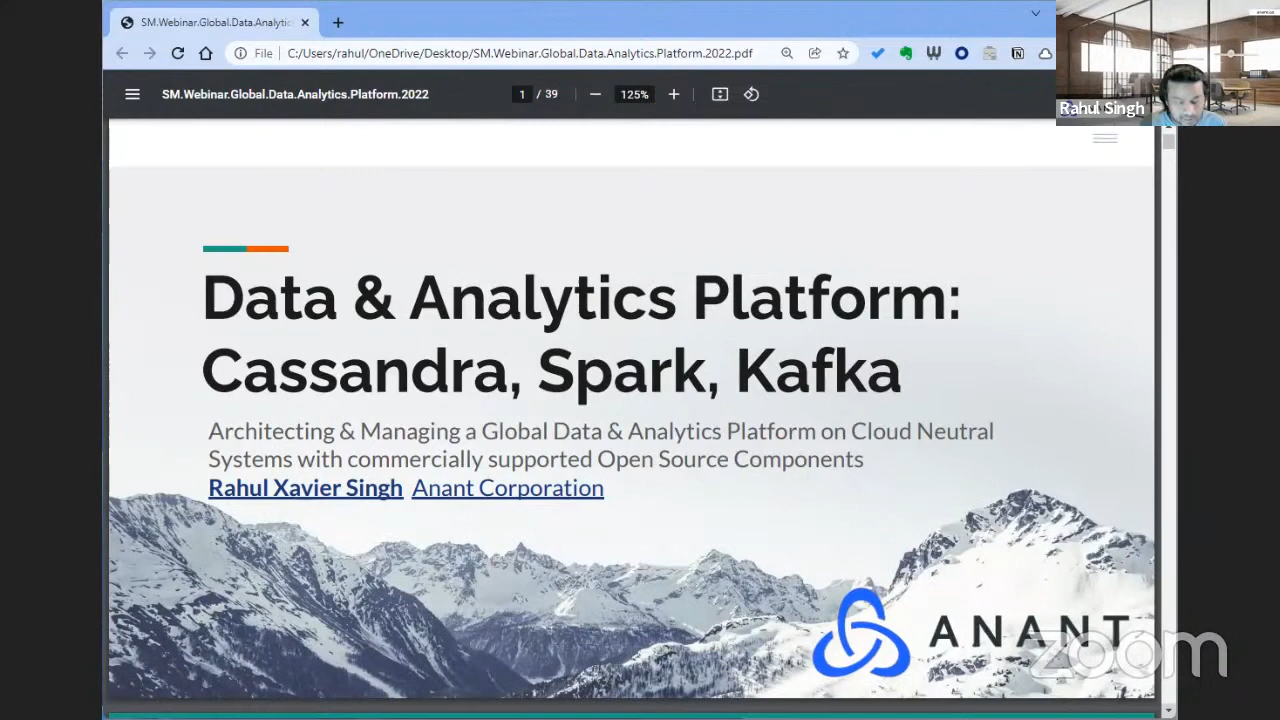 SM.Webinar.Global.Data.Analytics
File
C:/Users/rahul/OneDrive/Desktop/SM.Webinar.Global.Data.Analytics.Platform.2022.pdf
SM.Webinar.Global.Data.Analytics.Platform.2022
1 / 39
125%
Rahul Singh
Data & Analytics Platform:
Cassandra, Spark, Kafka
Architecting & Managing a Global Data & Analytics Platform on Cloud Neutral
Systems with commercially supported Open Source Components
Rahul Xavier Singh Anant Corporation
ANANT
zoom